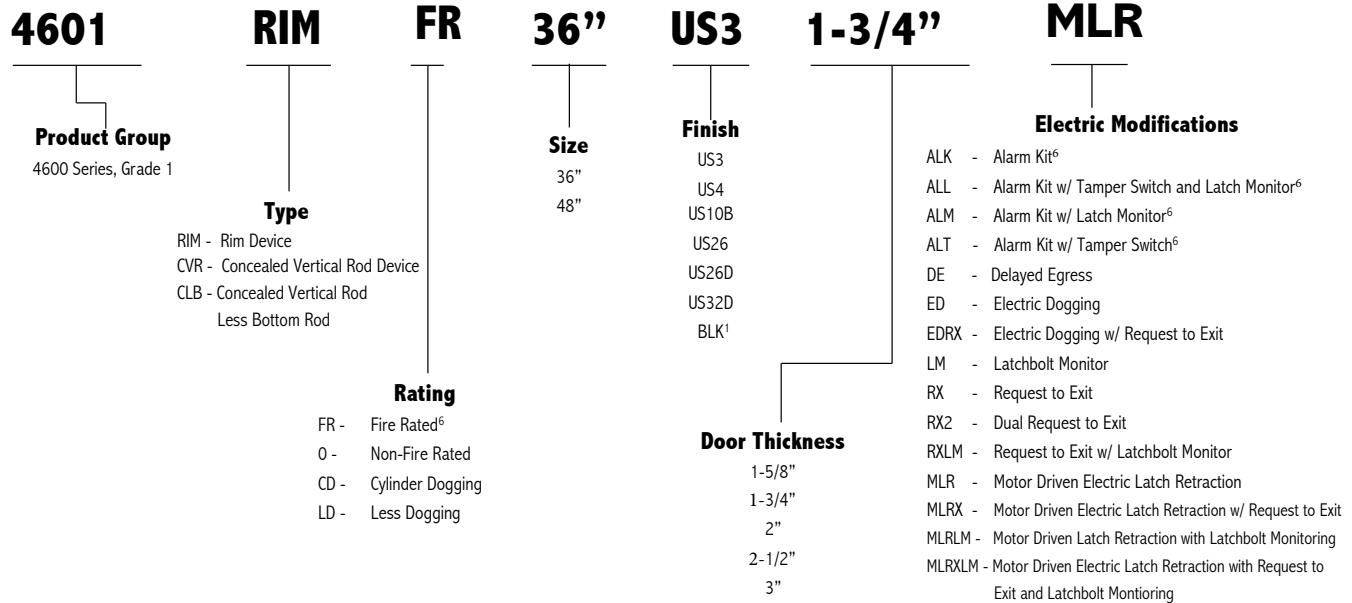 4601 RIM FR 36” US3 1-3/4” MLR
Product Group
4600 Series, Grade 1
Type
RIM - Rim Device
CVR - Concealed Vertical Rod Device
CLB - Concealed Vertical Rod
Less Bottom Rod
Rating
FR - Fire Rated⁶
0 - Non-Fire Rated
CD - Cylinder Dogging
LD - Less Dogging
Size
36”
48”
Finish
US3
US4
US10B
US26
US26D
US32D
BLK¹
Door Thickness
1-5/8”
1-3/4”
2”
2-1/2”
3”
Electric Modifications
ALK - Alarm Kit⁶
ALL - Alarm Kit w/ Tamper Switch and Latch Monitor⁶
ALM - Alarm Kit w/ Latch Monitor⁶
ALT - Alarm Kit w/ Tamper Switch⁶
DE - Delayed Egress
ED - Electric Dogging
EDRX - Electric Dogging w/ Request to Exit
LM - Latchbolt Monitor
RX - Request to Exit
RX2 - Dual Request to Exit
RXLM - Request to Exit w/ Latchbolt Monitor
MLR - Motor Driven Electric Latch Retraction
MLRX - Motor Driven Electric Latch Retraction w/ Request to Exit
MLRLM - Motor Driven Latch Retraction with Latchbolt Monitoring
MLRXLM - Motor Driven Electric Latch Retraction with Request to
Exit and Latchbolt Montioring